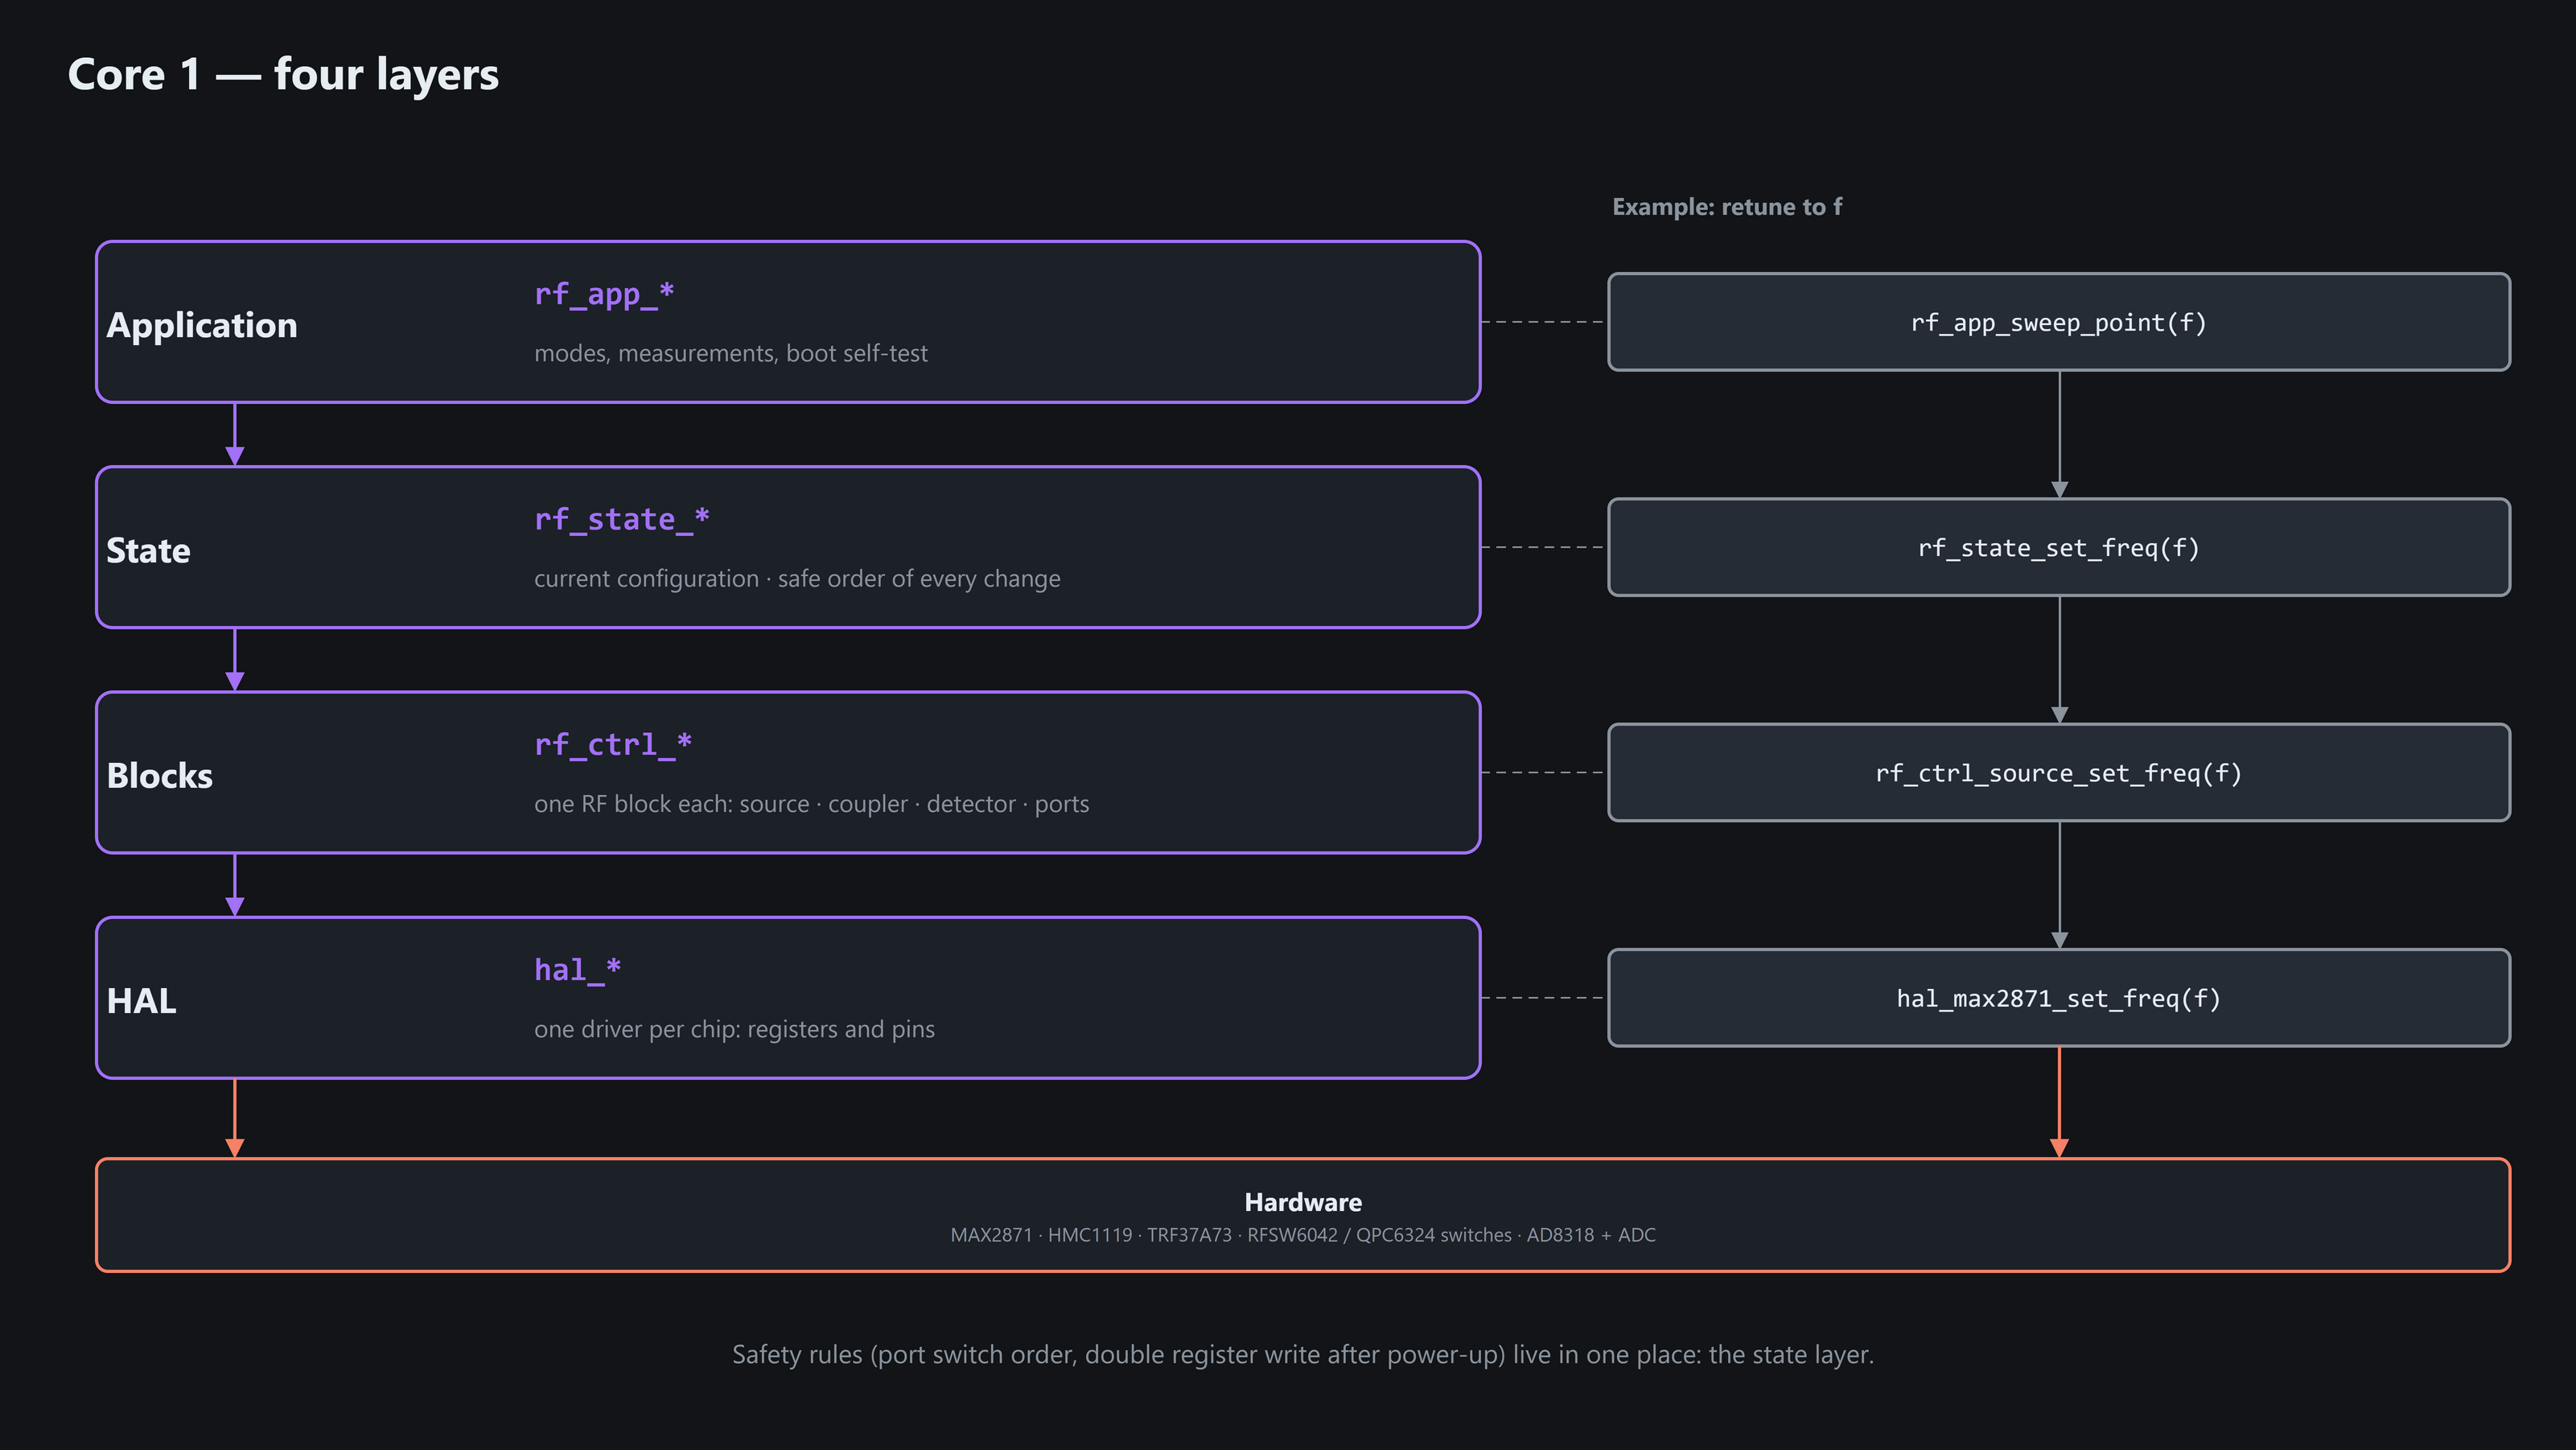 Core 1 — four layers
Example: retune to f
Application
rf_app_*
modes, measurements, boot self-test
rf_app_sweep_point(f)
State
rf_state_*
current configuration · safe order of every change
rf_state_set_freq(f)
Blocks
rf_ctrl_*
one RF block each: source · coupler · detector · ports
rf_ctrl_source_set_freq(f)
HAL
hal_*
one driver per chip: registers and pins
hal_max2871_set_freq(f)
Hardware
MAX2871 · HMC1119 · TRF37A73 · RFSW6042 / QPC6324 switches · AD8318 + ADC
Safety rules (port switch order, double register write after power-up) live in one place: the state layer.